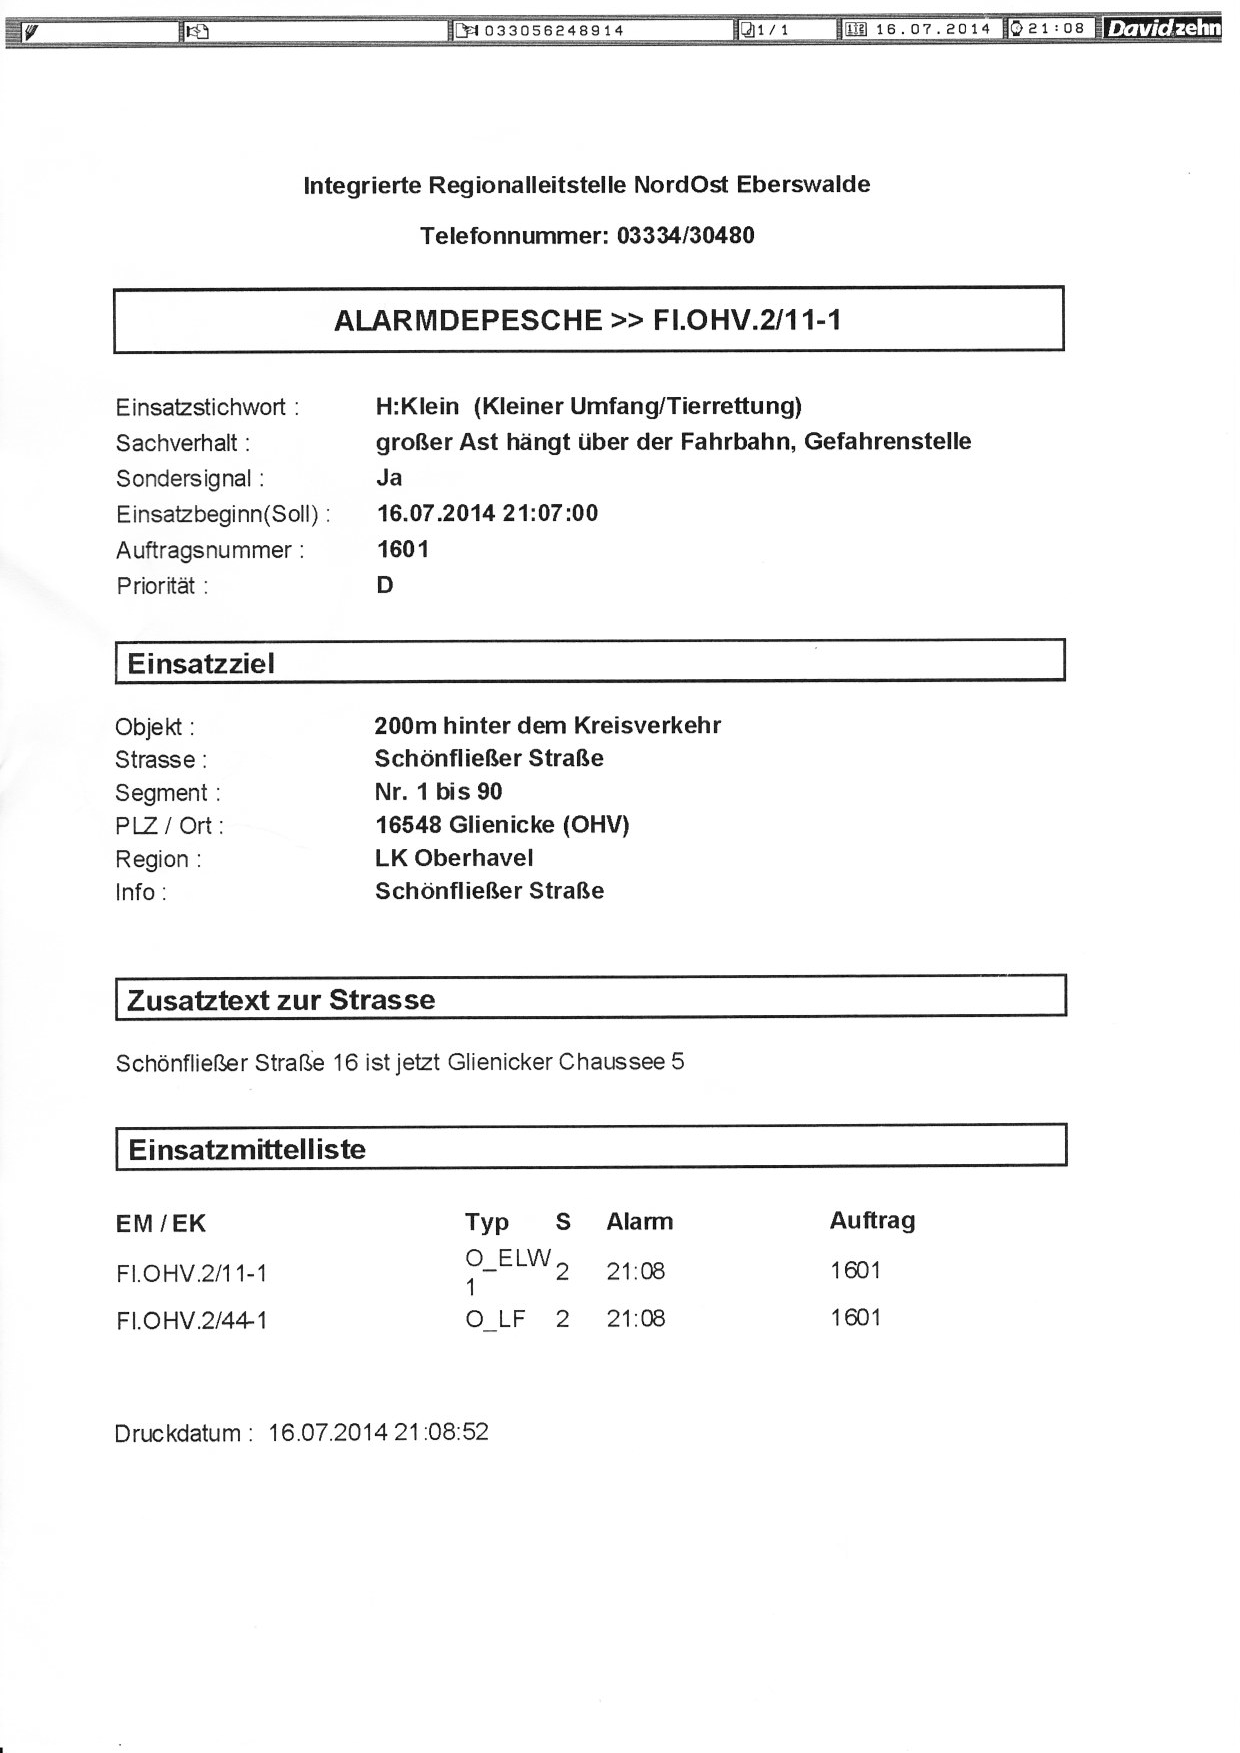 033056248914 1/1 16.07.2014 21:08 Davidzehn
Integrierte Regionalleitstelle NordOst Eberswalde
Telefonnummer: 03334/30480
ALARMDEPESCHE >> Fl.OHV.2/11-1
Einsatzstichwort : H:Klein (Kleiner Umfang/Tierrettung)
Sachverhalt : großer Ast hängt über der Fahrbahn, Gefahrenstelle
Sondersignal : Ja
Einsatzbeginn(Soll) : 16.07.2014 21:07:00
Auftragsnummer : 1601
Priorität : D
Einsatzziel
Objekt : 200m hinter dem Kreisverkehr
Strasse : Schönfließer Straße
Segment : Nr. 1 bis 90
PLZ / Ort : 16548 Glienicke (OHV)
Region : LK Oberhavel
Info : Schönfließer Straße
Zusatztext zur Strasse
Schönfließer Straße 16 ist jetzt Glienicker Chaussee 5
Einsatzmittelliste
EM / EK Typ S Alarm Auftrag
Fl.OHV.2/11-1 O_ELW 2 21:08 1601
1
Fl.OHV.2/44-1 O_LF 2 21:08 1601
Druckdatum : 16.07.2014 21:08:52